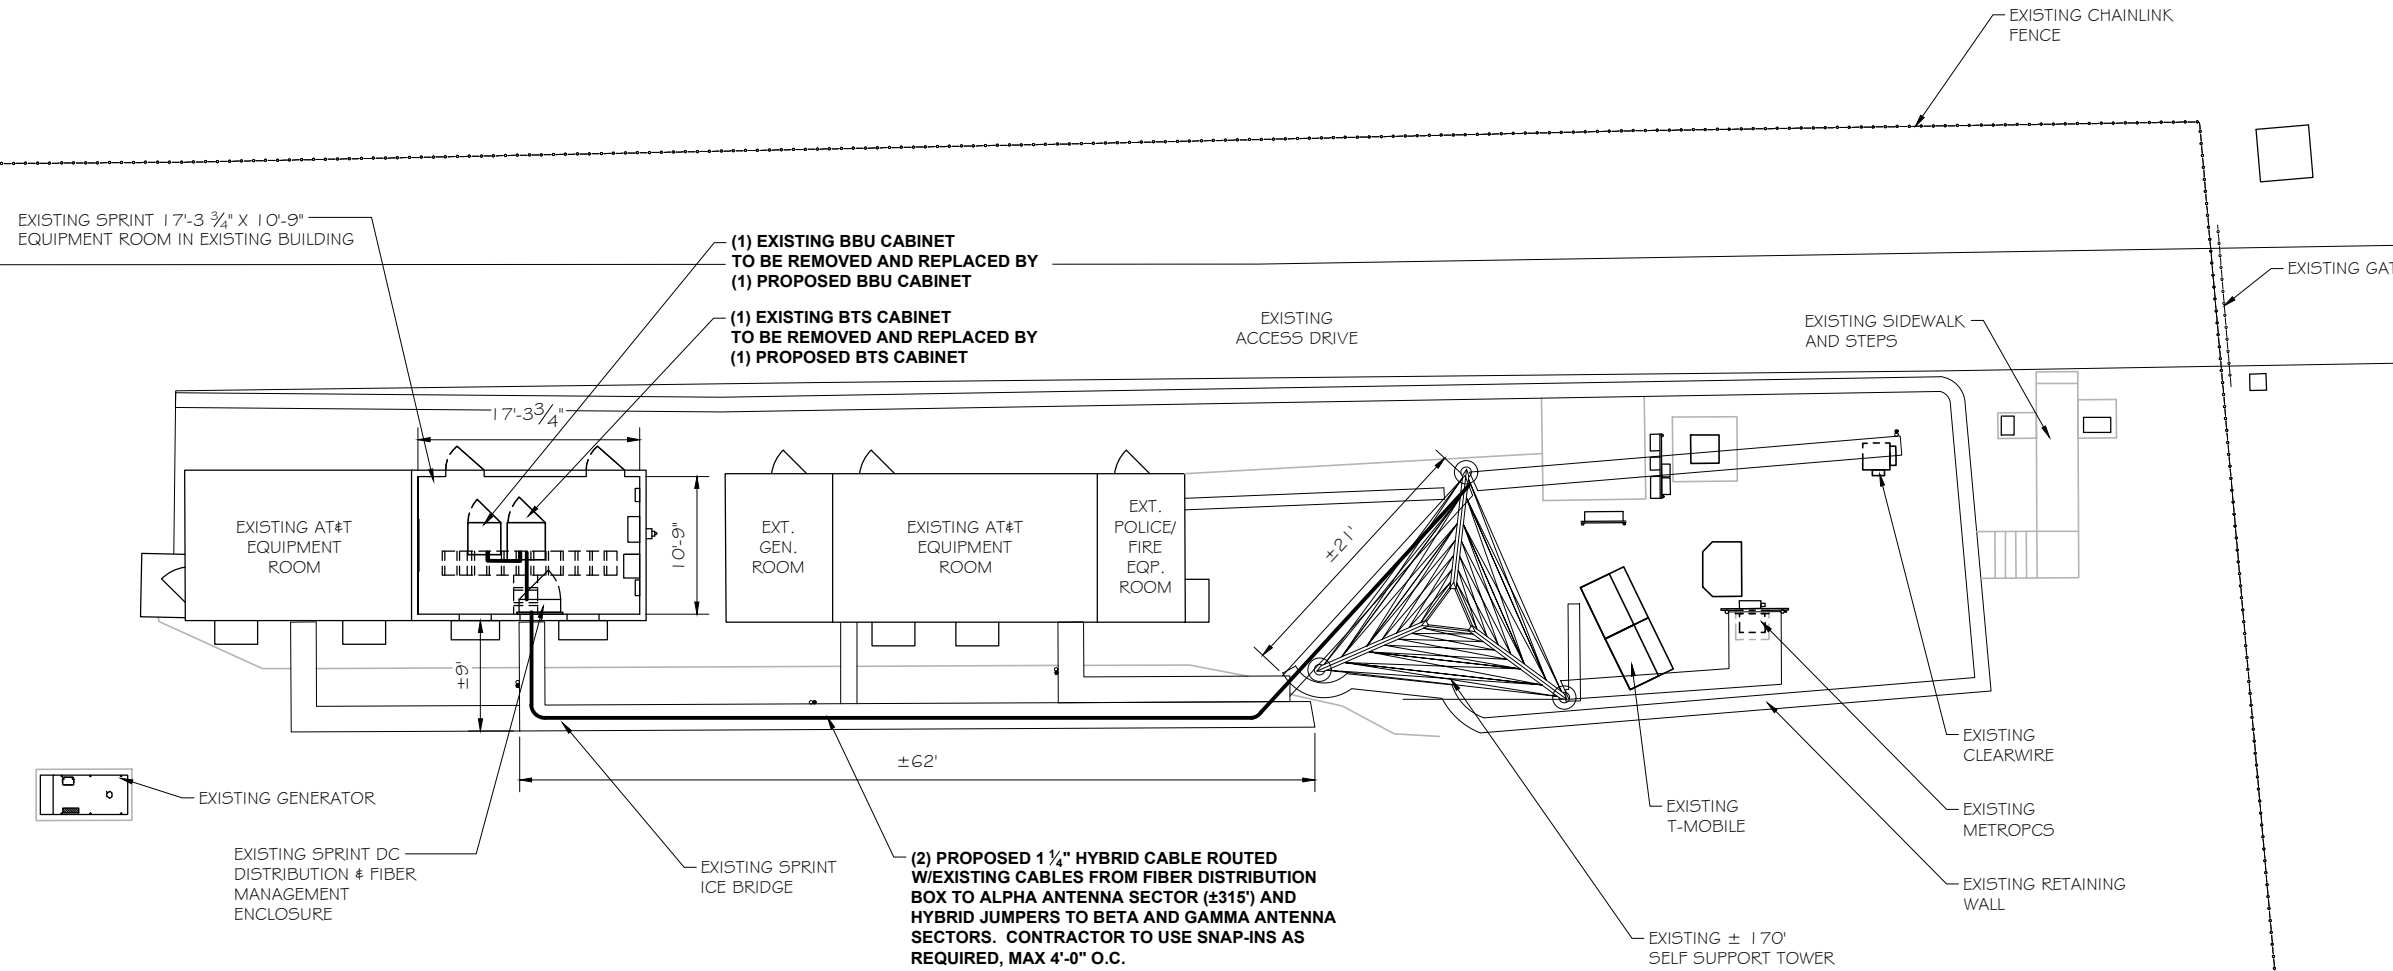 EXISTING CHAINLINK
FENCE
EXISTING SPRINT 17'-3 ¾" X 10'-9"
EQUIPMENT ROOM IN EXISTING BUILDING
(1) EXISTING BBU CABINET
TO BE REMOVED AND REPLACED BY
(1) PROPOSED BBU CABINET
EXISTING GAT
(1) EXISTING BTS CABINET
TO BE REMOVED AND REPLACED BY
(1) PROPOSED BTS CABINET
EXISTING
ACCESS DRIVE
EXISTING SIDEWALK
AND STEPS
17'-3¾"
EXISTING AT&T
EQUIPMENT
ROOM
10'-9"
EXT.
GEN.
ROOM
EXISTING AT&T
EQUIPMENT
ROOM
EXT.
POLICE/
FIRE
EQP.
ROOM
±21'
±9'
±62'
EXISTING GENERATOR
EXISTING SPRINT DC
DISTRIBUTION & FIBER
MANAGEMENT
ENCLOSURE
EXISTING SPRINT
ICE BRIDGE
(2) PROPOSED 1 ¼" HYBRID CABLE ROUTED
W/EXISTING CABLES FROM FIBER DISTRIBUTION
BOX TO ALPHA ANTENNA SECTOR (±315') AND
HYBRID JUMPERS TO BETA AND GAMMA ANTENNA
SECTORS. CONTRACTOR TO USE SNAP-INS AS
REQUIRED, MAX 4'-0" O.C.
EXISTING
T-MOBILE
EXISTING
CLEARWIRE
EXISTING
METROPCS
EXISTING RETAINING
WALL
EXISTING ± 170'
SELF SUPPORT TOWER